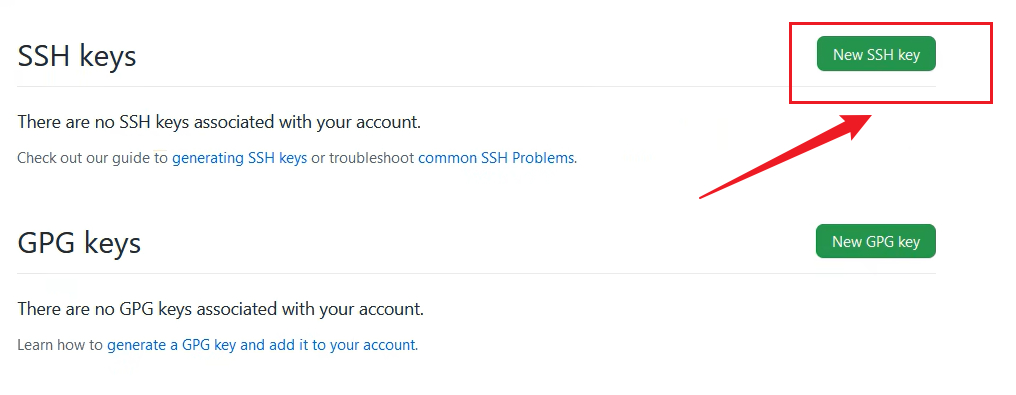 SSH keys
New SSH key
There are no SSH keys associated with your account.
Check out our guide to generating SSH keys or troubleshoot common SSH Problems.
GPG keys
New GPG key
There are no GPG keys associated with your account.
Learn how to generate a GPG key and add it to your account.